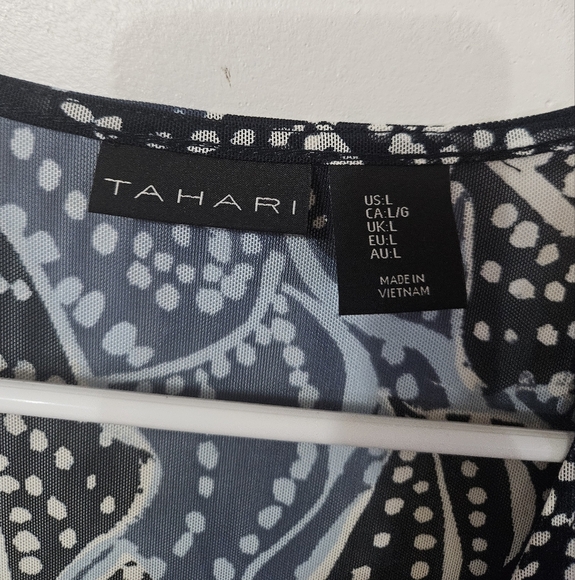 TAHARI
US:L
CA:L/G
UK:L
EU:L
AU:L
MADE IN
VIETNAM